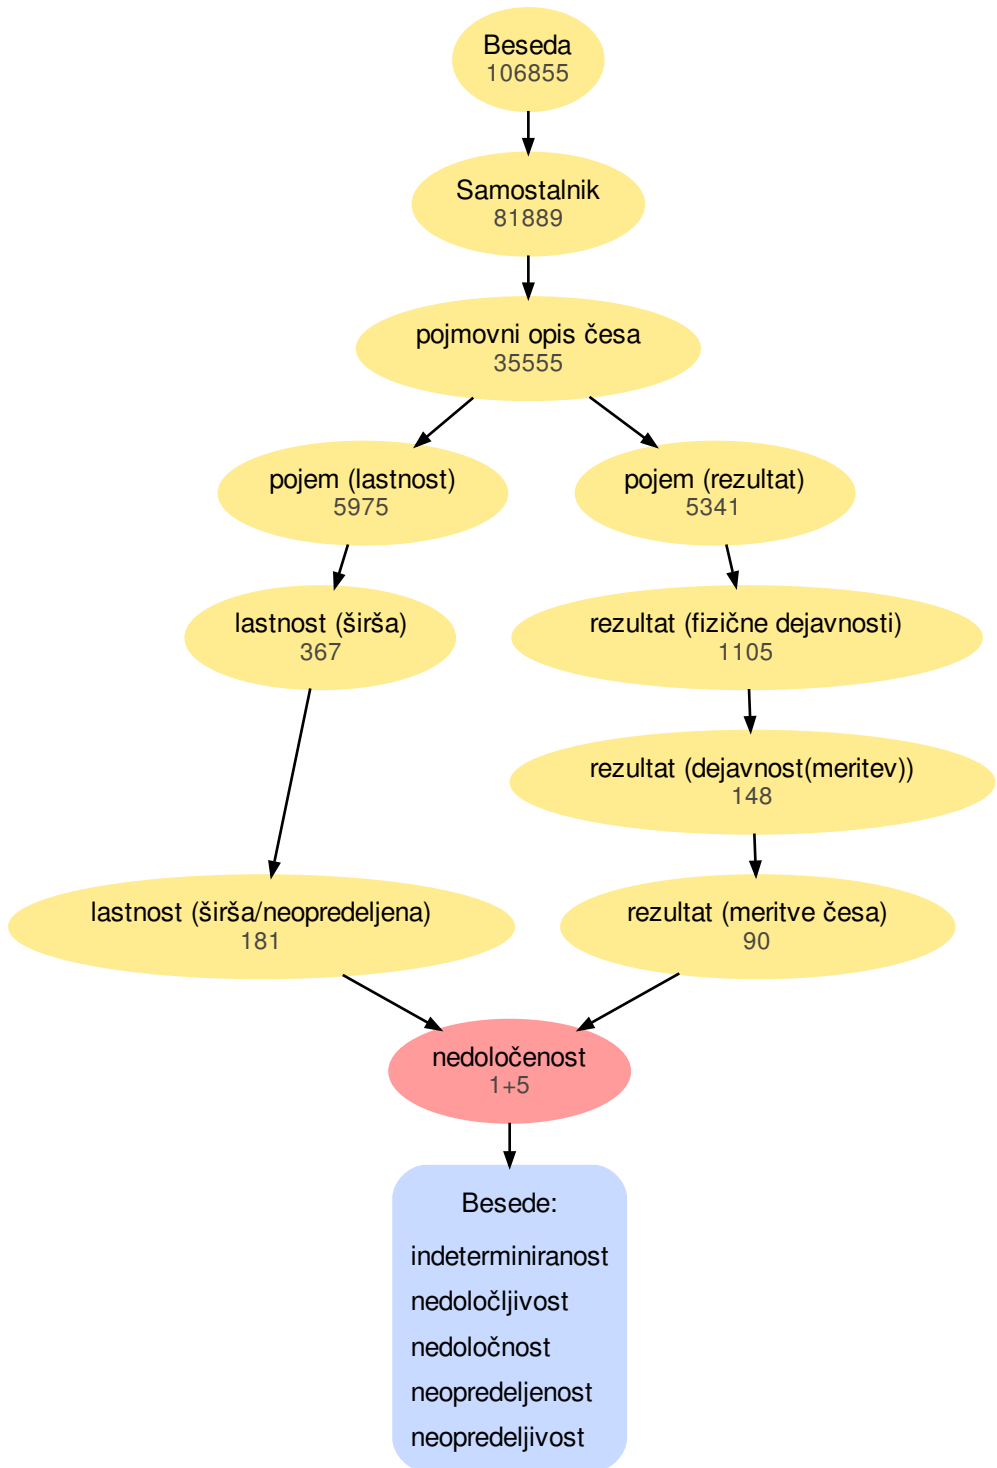 Beseda
106855
Samostalnik
81889
pojmovni opis česa
35555
pojem (lastnost)
5975
pojem (rezultat)
5341
lastnost (širša)
367
rezultat (fizične dejavnosti)
1105
rezultat (dejavnost(meritev))
148
lastnost (širša/neopredeljena)
181
rezultat (meritve česa)
90
nedoločenost
1+5
Besede:
indeterminiranost
nedoločljivost
nedoločnost
neopredeljenost
neopredeljivost